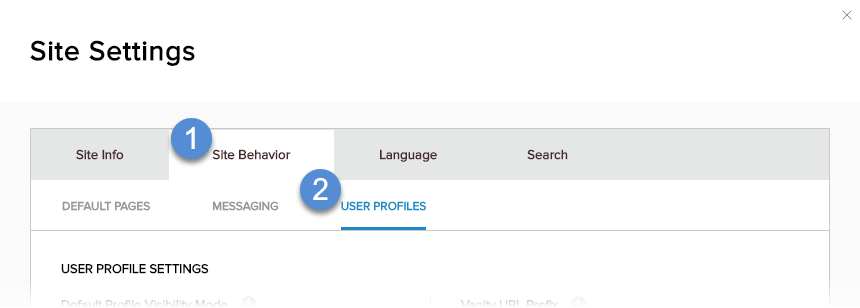 Site Settings
1
Site Info Site Behavior Language Search
2
DEFAULT PAGES MESSAGING USER PROFILES
USER PROFILE SETTINGS
Default Profile Visibility Mode Vanity URL Prefix